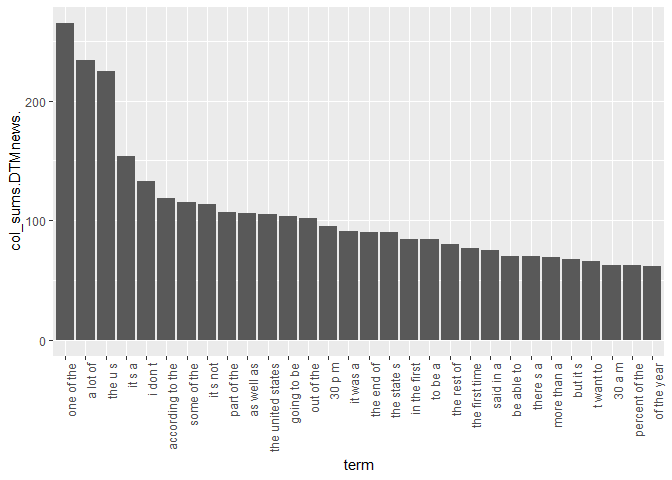 col_sums.DTMnews.
200
100
0
one of the
a lot of
the u s
it s a
i don t
according to the
some of the
it s not
part of the
as well as
the united states
going to be
out of the
30 p m
it was a
the end of
the state s
in the first
to be a
the rest of
the first time
said in a
be able to
there s a
more than a
but it s
t want to
30 a m
percent of the
of the year
term